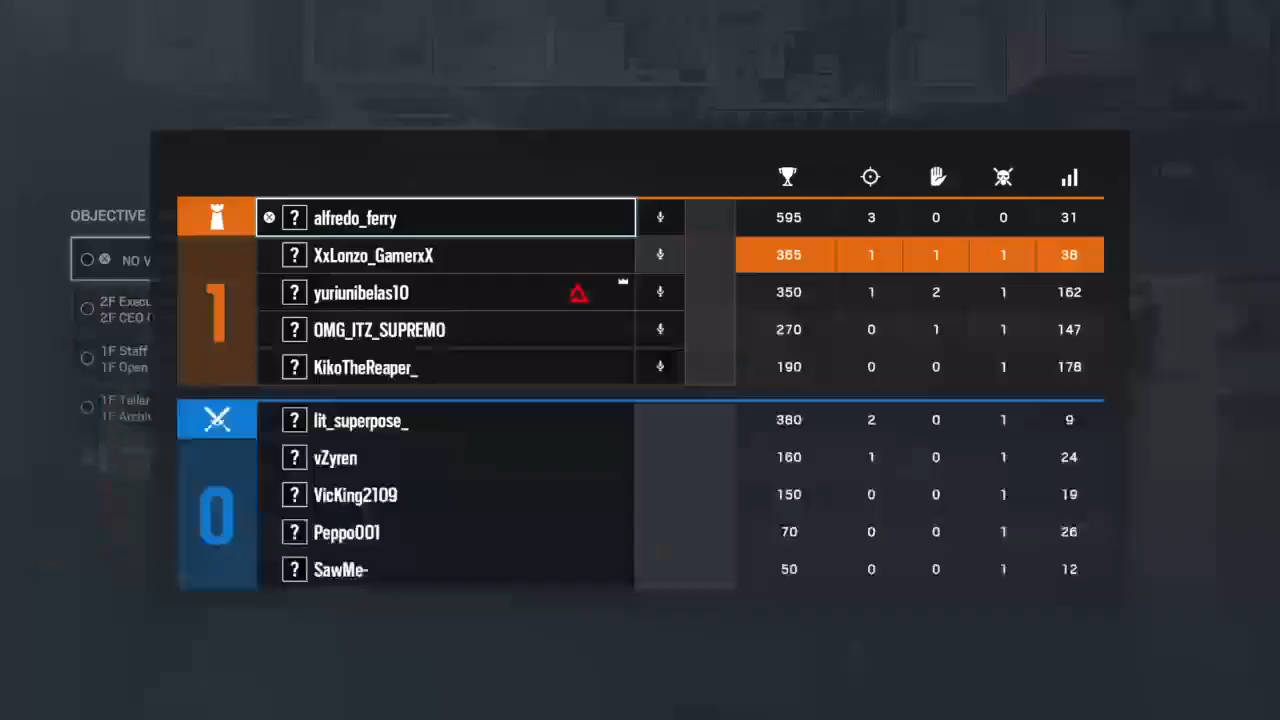 OBJECTIVE
NO V
2F Execu
2F CEO
1F Staff
1F Open
1F Teller
1F Archiv
1
? alfredo_ferry 595 3 0 0 31
? XxLonzo_GamerxX 365 1 1 1 38
? yuriunibelas10 350 1 2 1 162
? OMG_ITZ_SUPREMO 270 0 1 1 147
? KikoTheReaper_ 190 0 0 1 178
0
? lit_superpose_ 380 2 0 1 9
? vZyren 160 1 0 1 24
? VicKing2109 150 0 0 1 19
? Peppo001 70 0 0 1 26
? SawMe- 50 0 0 1 12